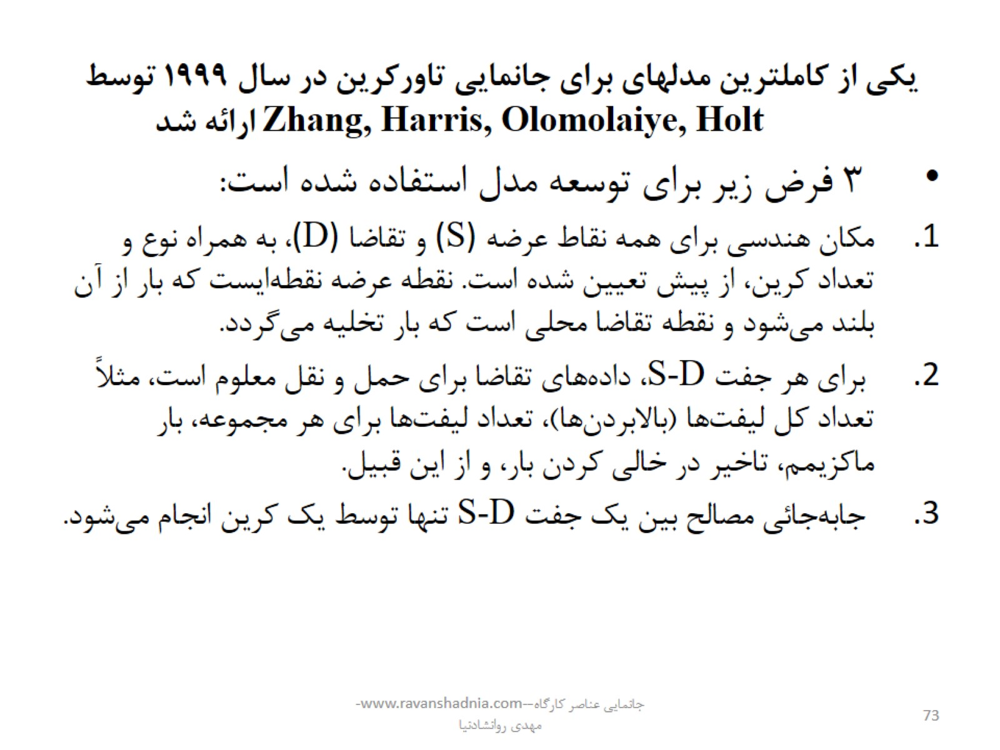 یکی از کاملترین مدلهای برای جانمایی تاورکرین در سال ۱۹۹۹ توسط
Zhang, Harris, Olomolaiye, Holt ارائه شد
• ۳ فرض زیر برای توسعه مدل استفاده شده است:
1. مکان هندسی برای همه نقاط عرضه (S) و تقاضا (D)، به همراه نوع و
تعداد کرین، از پیش تعیین شده است. نقطه عرضه نقطه‌ایست که بار از آن
بلند می‌شود و نقطه تقاضا محلی است که بار تخلیه می‌گردد.
2. برای هر جفت S-D، داده‌های تقاضا برای حمل و نقل معلوم است، مثلاً
تعداد کل لیفت‌ها (بالابردن‌ها)، تعداد لیفت‌ها برای هر مجموعه، بار
ماکزیمم، تاخیر در خالی کردن بار، و از این قبیل.
3. جابه‌جائی مصالح بین یک جفت S-D تنها توسط یک کرین انجام می‌شود.
جانمایی عناصر کارگاه--www.ravanshadnia.com-
مهدی روانشادنیا
73